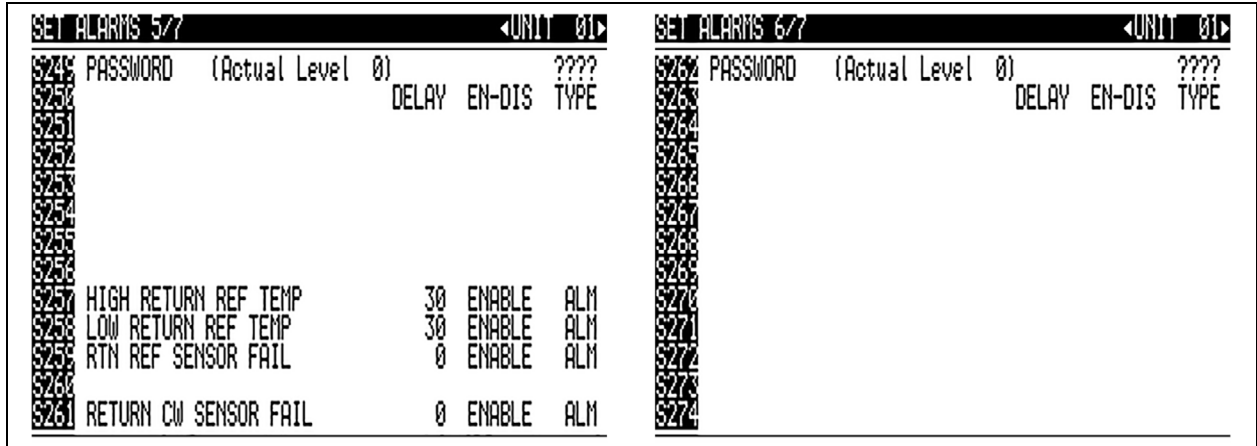 SET ALARMS 5/7 ◂UNIT 01▸
S249 PASSWORD (Actual Level 0) ????
S250 DELAY EN-DIS TYPE
S251
S252
S253
S254
S255
S256
S257 HIGH RETURN REF TEMP 30 ENABLE ALM
S258 LOW RETURN REF TEMP 30 ENABLE ALM
S259 RTN REF SENSOR FAIL 0 ENABLE ALM
S260
S261 RETURN CW SENSOR FAIL 0 ENABLE ALM
SET ALARMS 6/7 ◂UNIT 01▸
S262 PASSWORD (Actual Level 0) ????
S263 DELAY EN-DIS TYPE
S264
S265
S266
S267
S268
S269
S270
S271
S272
S273
S274